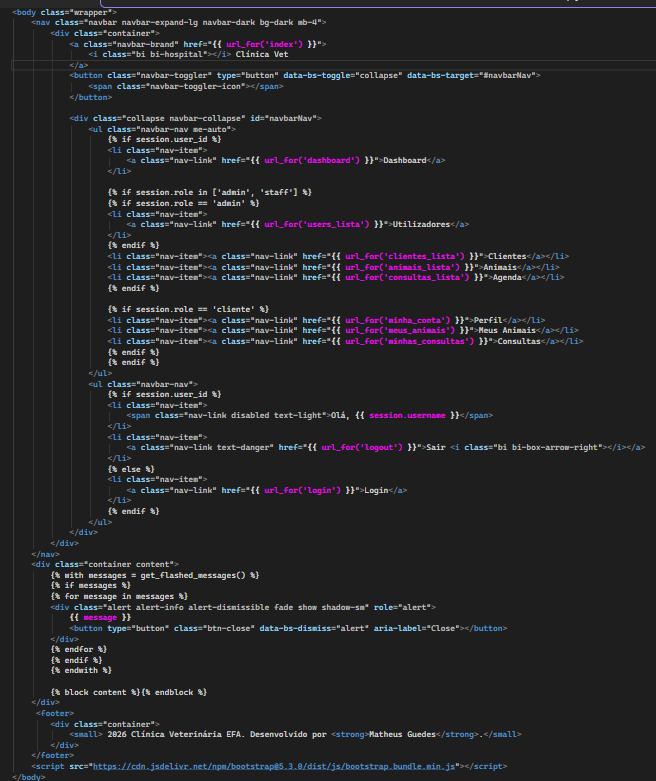 <body class="wrapper">
<nav class="navbar navbar-expand-lg navbar-dark bg-dark mb-4">
<div class="container">
<a class="navbar-brand" href="{{ url_for('index') }}">
<i class="bi bi-hospital"></i> Clínica Vet
</a>
<button class="navbar-toggler" type="button" data-bs-toggle="collapse" data-bs-target="#navbarNav">
<span class="navbar-toggler-icon"></span>
</button>
<div class="collapse navbar-collapse" id="navbarNav">
<ul class="navbar-nav me-auto">
{% if session.user_id %}
<li class="nav-item">
<a class="nav-link" href="{{ url_for('dashboard') }}">Dashboard</a>
</li>
{% if session.role in ['admin', 'staff'] %}
{% if session.role == 'admin' %}
<li class="nav-item">
<a class="nav-link" href="{{ url_for('users_lista') }}">Utilizadores</a>
</li>
{% endif %}
<li class="nav-item"><a class="nav-link" href="{{ url_for('clientes_lista') }}">Clientes</a></li>
<li class="nav-item"><a class="nav-link" href="{{ url_for('animais_lista') }}">Animais</a></li>
<li class="nav-item"><a class="nav-link" href="{{ url_for('consultas_lista') }}">Agenda</a></li>
{% endif %}
{% if session.role == 'cliente' %}
<li class="nav-item"><a class="nav-link" href="{{ url_for('minha_conta') }}">Perfil</a></li>
<li class="nav-item"><a class="nav-link" href="{{ url_for('meus_animais') }}">Meus Animais</a></li>
<li class="nav-item"><a class="nav-link" href="{{ url_for('minhas_consultas') }}">Consultas</a></li>
{% endif %}
{% endif %}
</ul>
<ul class="navbar-nav">
{% if session.user_id %}
<li class="nav-item">
<span class="nav-link disabled text-light">Olá, {{ session.username }}</span>
</li>
<li class="nav-item">
<a class="nav-link text-danger" href="{{ url_for('logout') }}">Sair <i class="bi bi-box-arrow-right"></i></a>
</li>
{% else %}
<li class="nav-item">
<a class="nav-link" href="{{ url_for('login') }}">Login</a>
</li>
{% endif %}
</ul>
</div>
</div>
</nav>
<div class="container content">
{% with messages = get_flashed_messages() %}
{% if messages %}
{% for message in messages %}
<div class="alert alert-info alert-dismissible fade show shadow-sm" role="alert">
{{ message }}
<button type="button" class="btn-close" data-bs-dismiss="alert" aria-label="Close"></button>
</div>
{% endfor %}
{% endif %}
{% endwith %}
{% block content %}{% endblock %}
</div>
<footer>
<div class="container">
<small> 2026 Clínica Veterinária EFA. Desenvolvido por <strong>Matheus Guedes</strong>.</small>
</div>
</footer>
<script src="https://cdn.jsdelivr.net/npm/bootstrap@5.3.0/dist/js/bootstrap.bundle.min.js"></script>
</body>